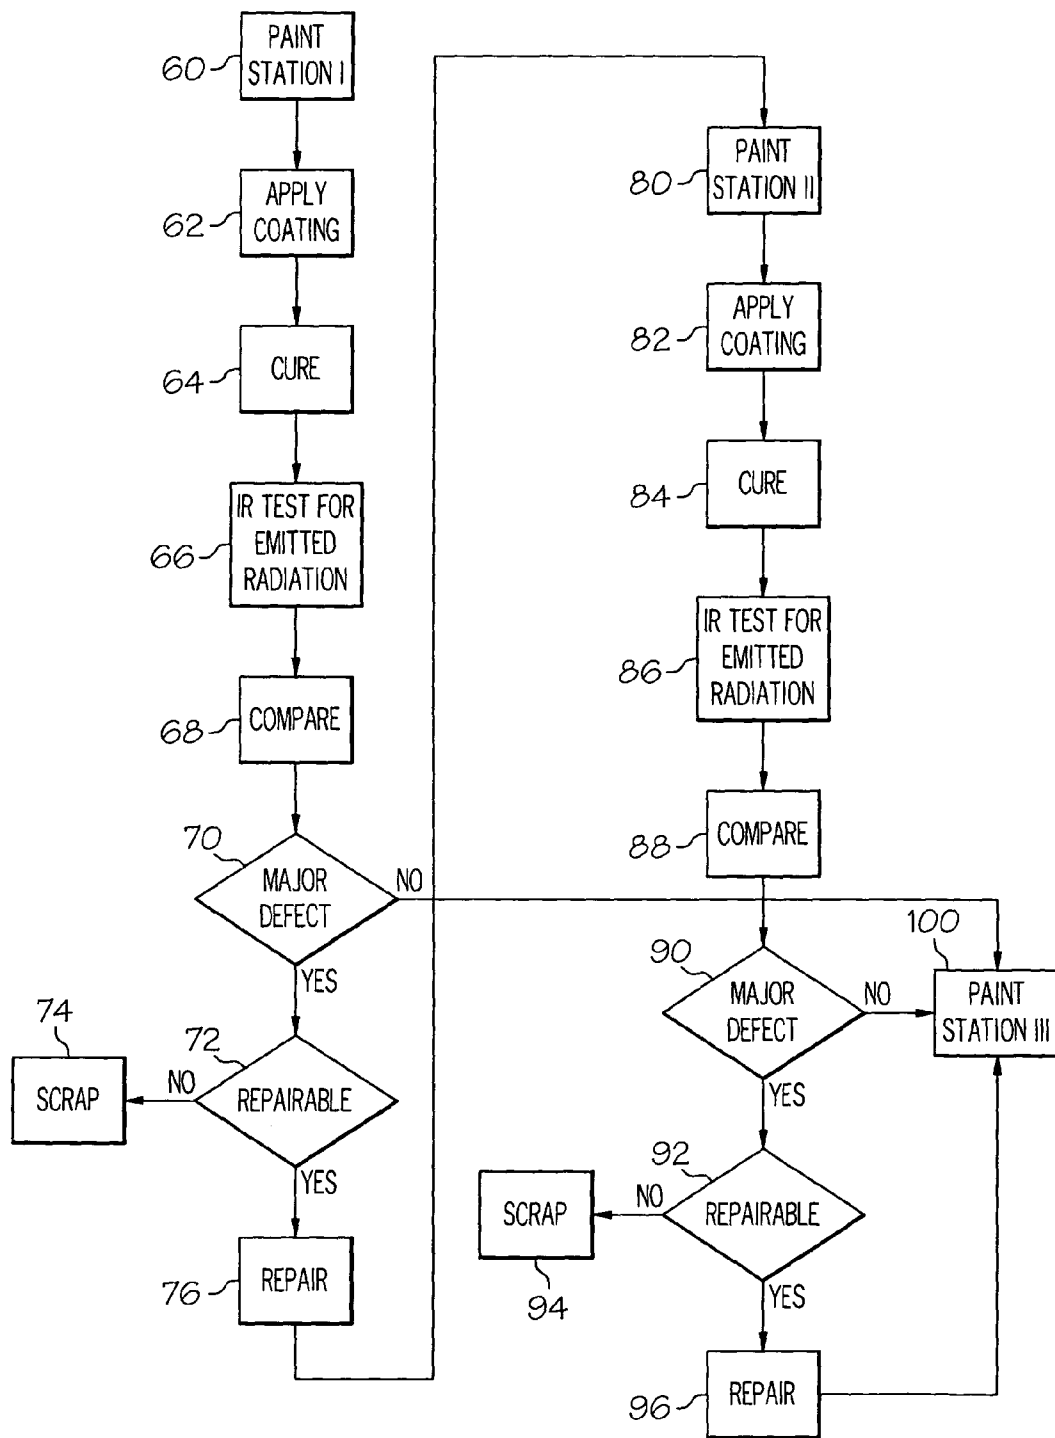 60
PAINT
STATION I
62
APPLY
COATING
64
CURE
66
IR TEST FOR
EMITTED
RADIATION
68
COMPARE
70
MAJOR
DEFECT
NO
YES
72
REPAIRABLE
NO
74
SCRAP
YES
76
REPAIR
80
PAINT
STATION II
82
APPLY
COATING
84
CURE
86
IR TEST FOR
EMITTED
RADIATION
88
COMPARE
90
MAJOR
DEFECT
NO
100
PAINT
STATION III
YES
92
REPAIRABLE
NO
SCRAP
94
YES
96
REPAIR